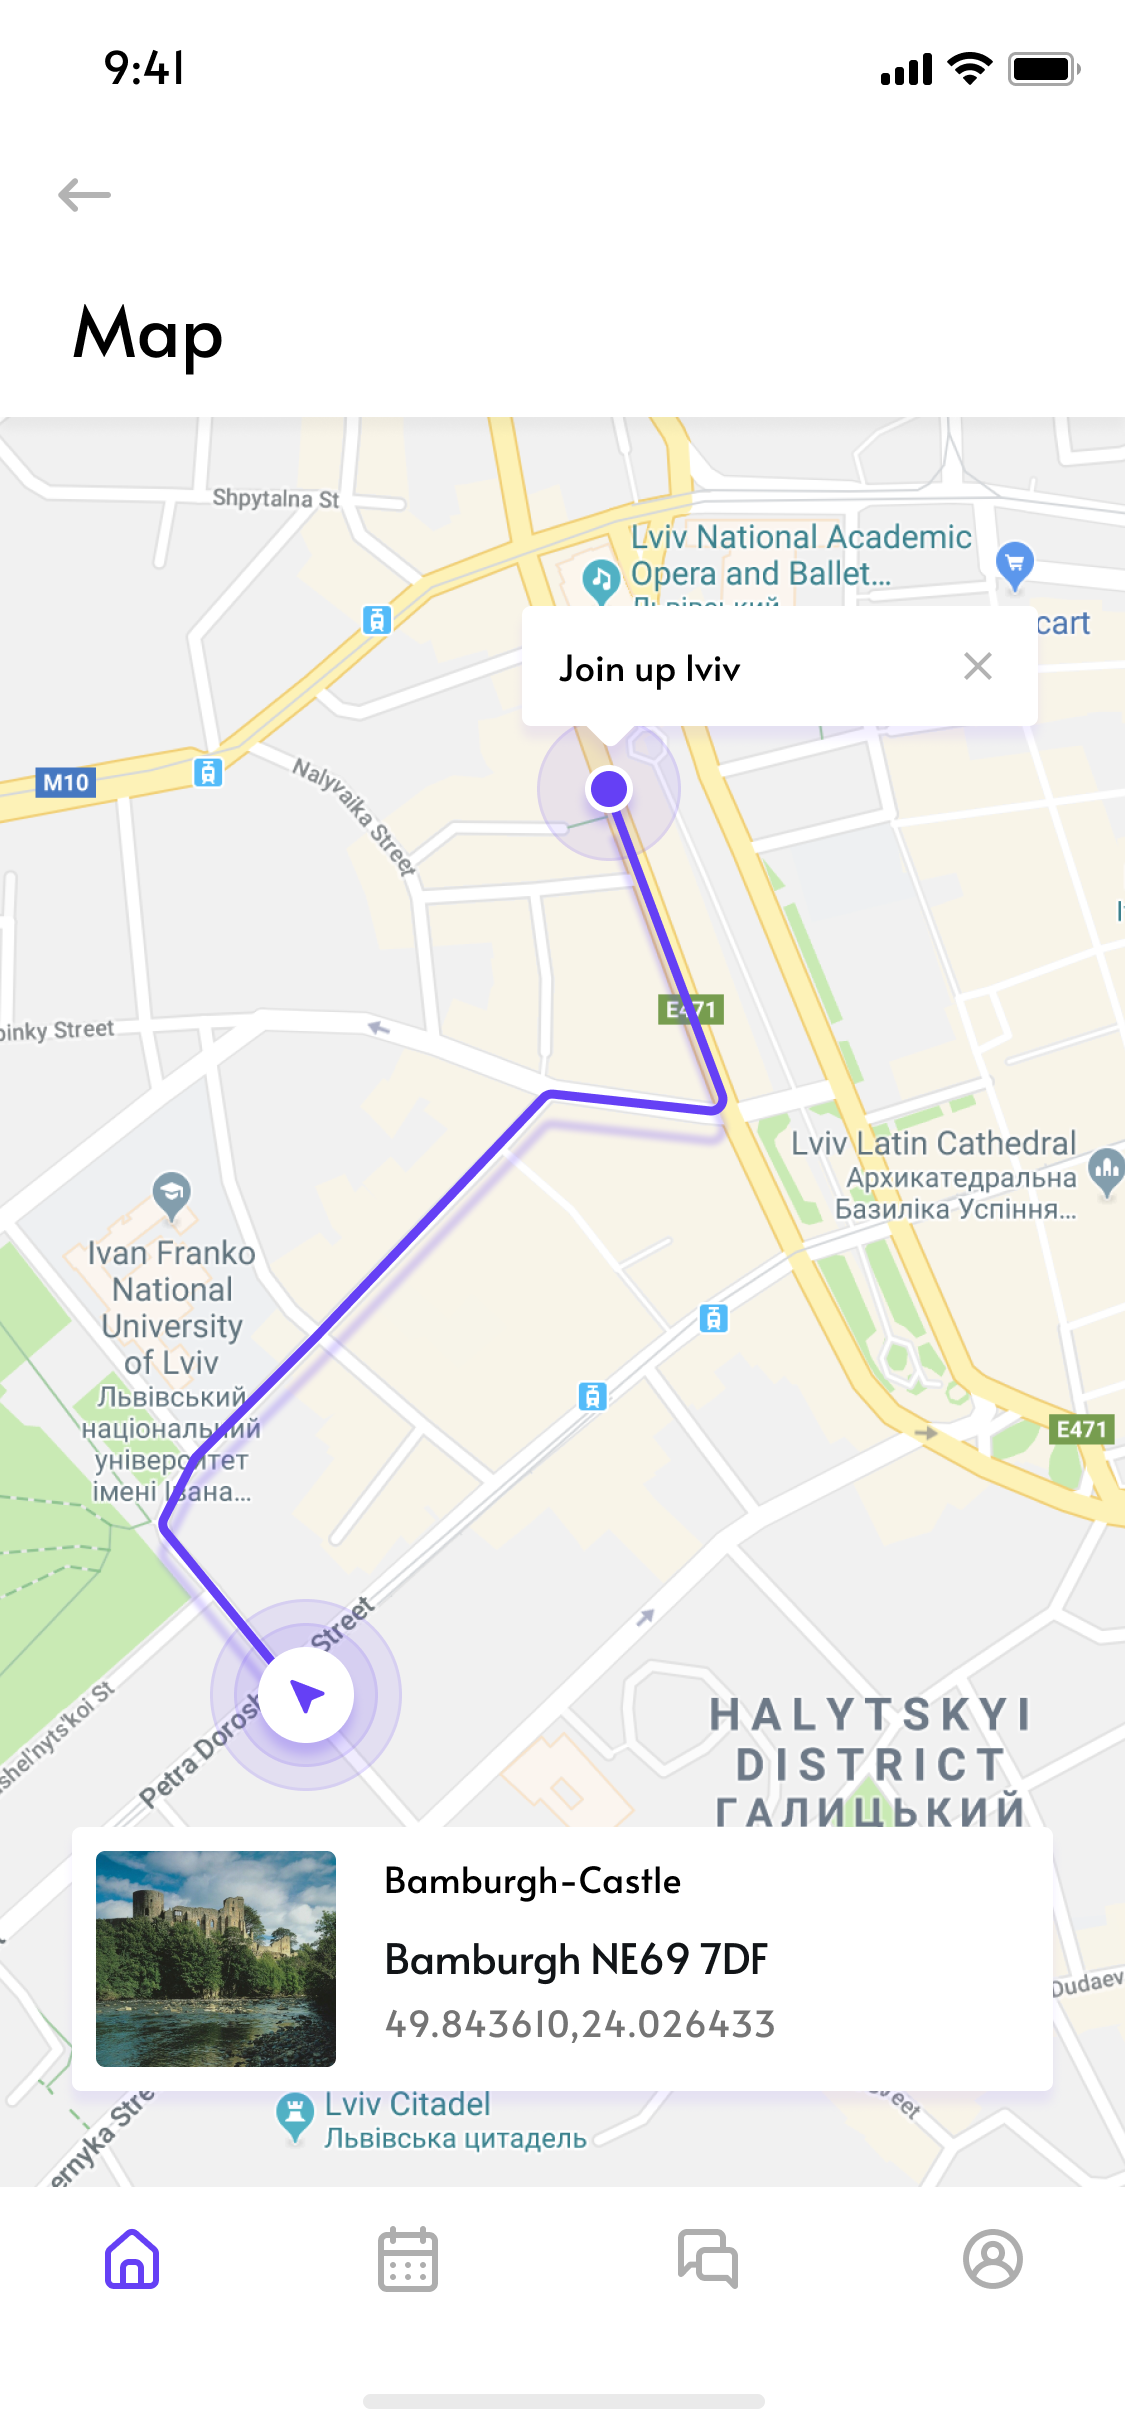 9:41
Map
Shpytalna St
Lviv National Academic
Opera and Ballet...
Львівський
cart
Join up lviv
M10
Nalyvaika Street
E471
pinky Street
Lviv Latin Cathedral
Архикатедральна
Базиліка Успіння...
Ivan Franko
National
University
of Lviv
Львівський
національний
університет
імені Івана...
E471
Street
Petra Dorosh
shel'nyts'koi St
HALYTSKYI
DISTRICT
ГАЛИЦЬКИЙ
Bamburgh-Castle
Bamburgh NE69 7DF
49.843610,24.026433
Dudaev
ernyka Stre
reet
Lviv Citadel
Львівська цитадель